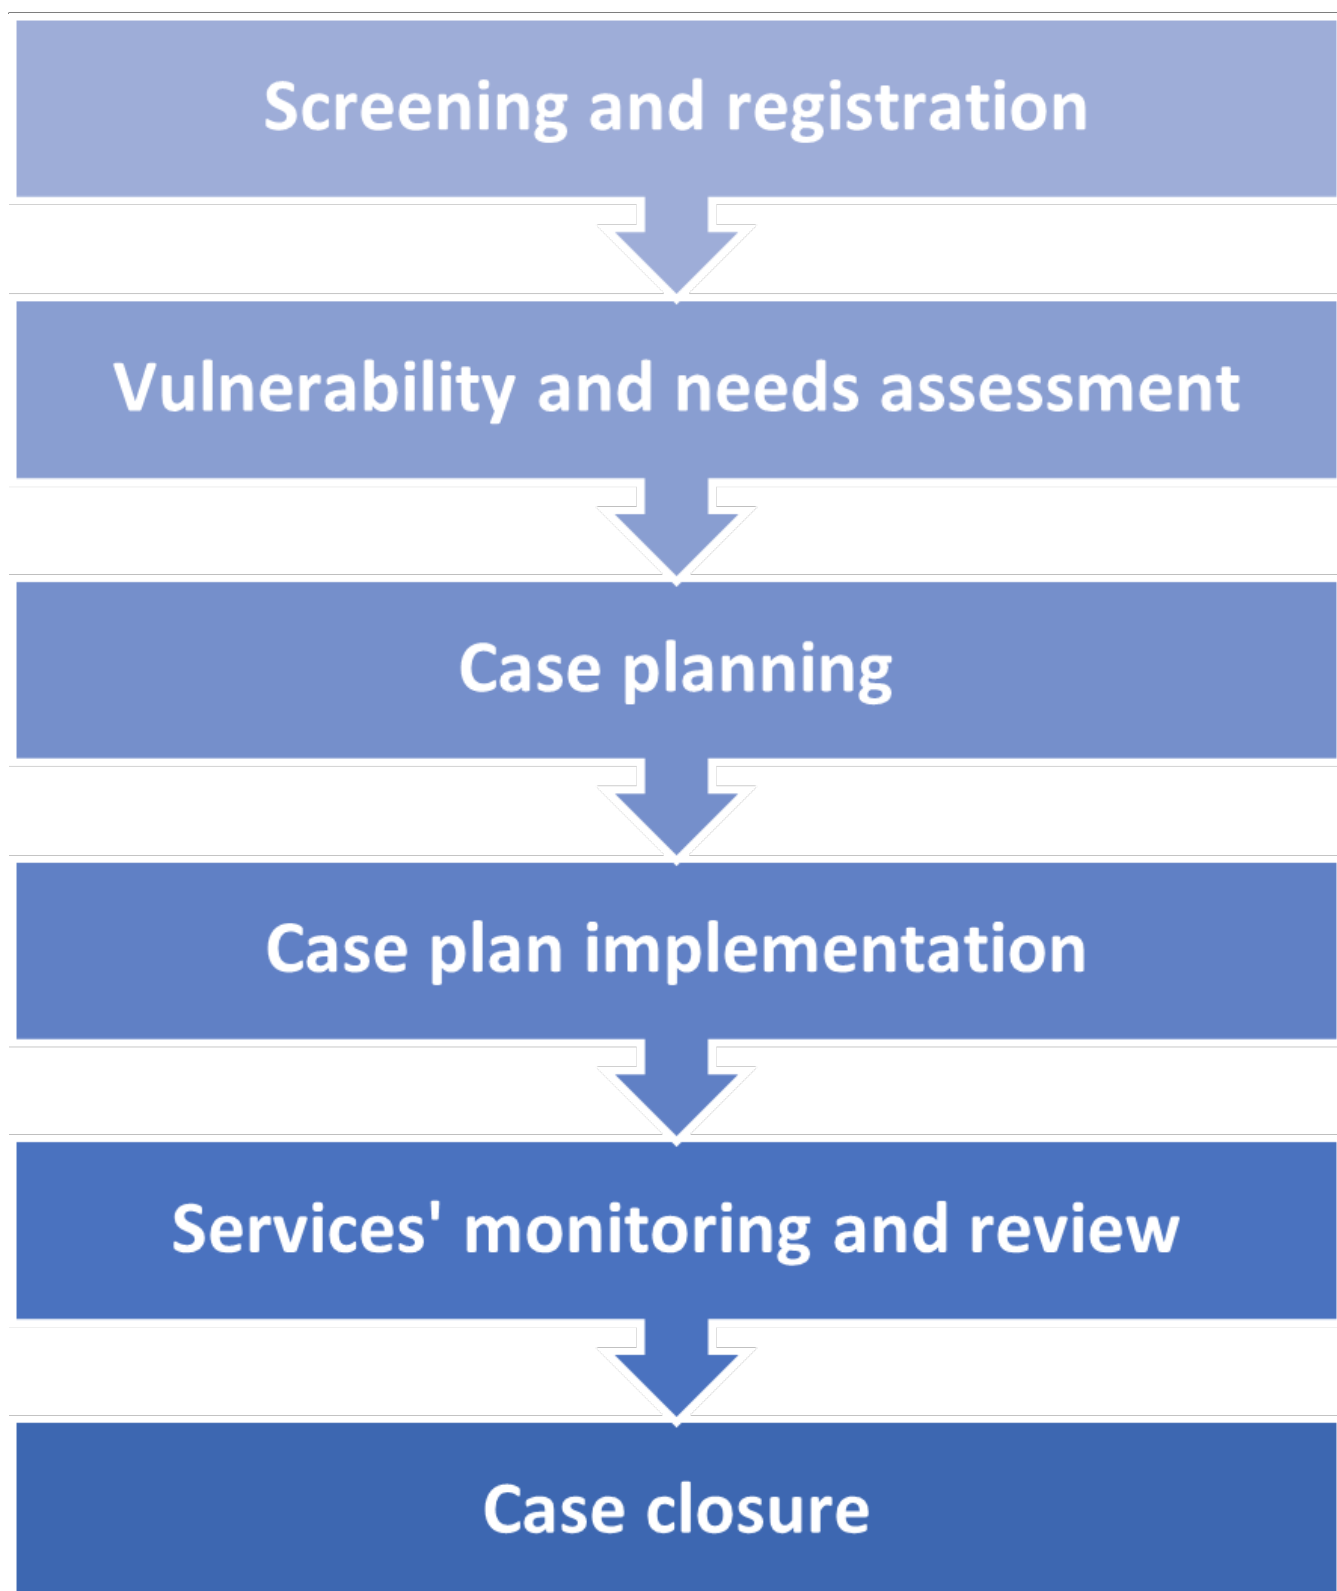 Screening and registration
Vulnerability and needs assessment
Case planning
Case plan implementation
Services' monitoring and review
Case closure